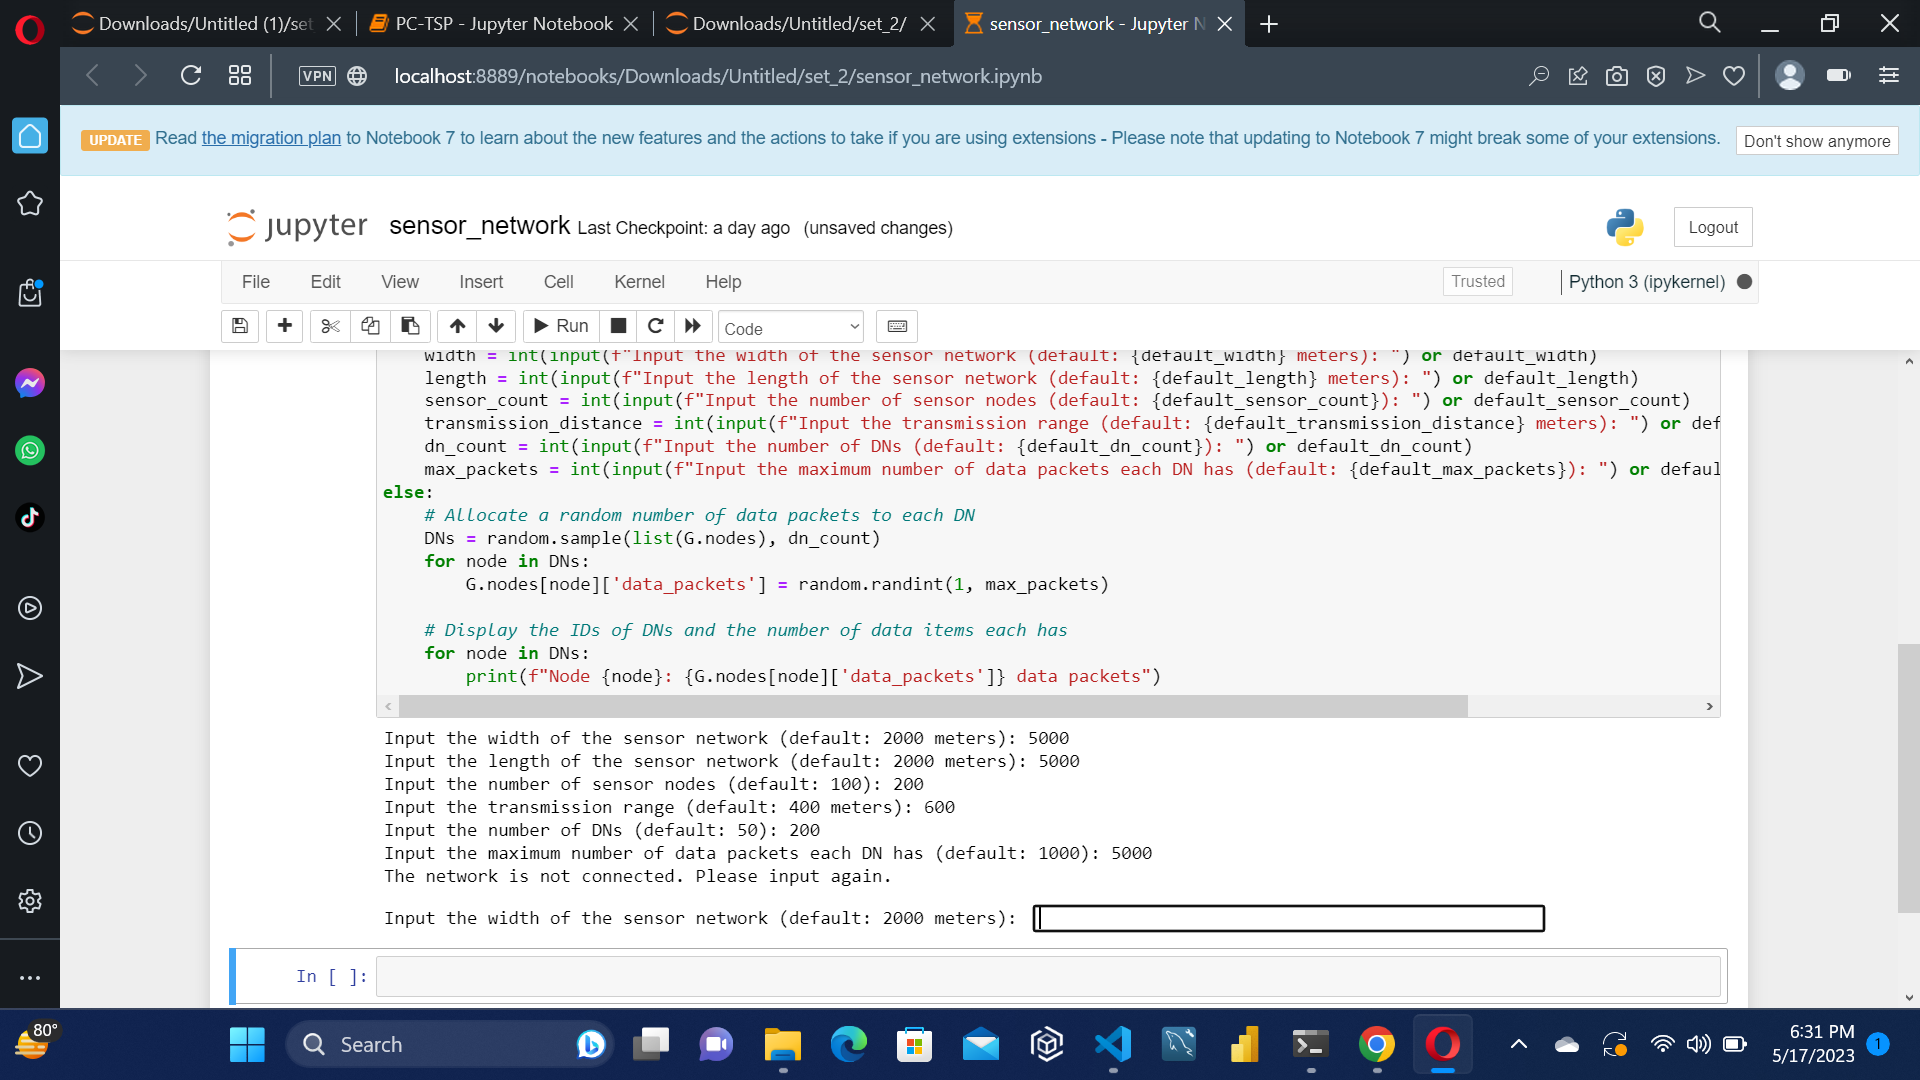 Downloads/Untitled (1)/set
PC-TSP - Jupyter Notebook
Downloads/Untitled/set_2/
sensor_network - Jupyter N
VPN
localhost:8889/notebooks/Downloads/Untitled/set_2/sensor_network.ipynb
UPDATE Read the migration plan to Notebook 7 to learn about the new features and the actions to take if you are using extensions - Please note that updating to Notebook 7 might break some of your extensions. Don't show anymore
jupyter sensor_network Last Checkpoint: a day ago (unsaved changes) Logout
File Edit View Insert Cell Kernel Help Trusted Python 3 (ipykernel)
Run Code
width = int(input(f"Input the width of the sensor network (default: {default_width} meters): ") or default_width)
length = int(input(f"Input the length of the sensor network (default: {default_length} meters): ") or default_length)
sensor_count = int(input(f"Input the number of sensor nodes (default: {default_sensor_count}): ") or default_sensor_count)
transmission_distance = int(input(f"Input the transmission range (default: {default_transmission_distance} meters): ") or def
dn_count = int(input(f"Input the number of DNs (default: {default_dn_count}): ") or default_dn_count)
max_packets = int(input(f"Input the maximum number of data packets each DN has (default: {default_max_packets}): ") or defaul
else:
# Allocate a random number of data packets to each DN
DNs = random.sample(list(G.nodes), dn_count)
for node in DNs:
G.nodes[node]['data_packets'] = random.randint(1, max_packets)
# Display the IDs of DNs and the number of data items each has
for node in DNs:
print(f"Node {node}: {G.nodes[node]['data_packets']} data packets")
Input the width of the sensor network (default: 2000 meters): 5000
Input the length of the sensor network (default: 2000 meters): 5000
Input the number of sensor nodes (default: 100): 200
Input the transmission range (default: 400 meters): 600
Input the number of DNs (default: 50): 200
Input the maximum number of data packets each DN has (default: 1000): 5000
The network is not connected. Please input again.
Input the width of the sensor network (default: 2000 meters):
In [ ]:
80°
Search
6:31 PM
5/17/2023
1